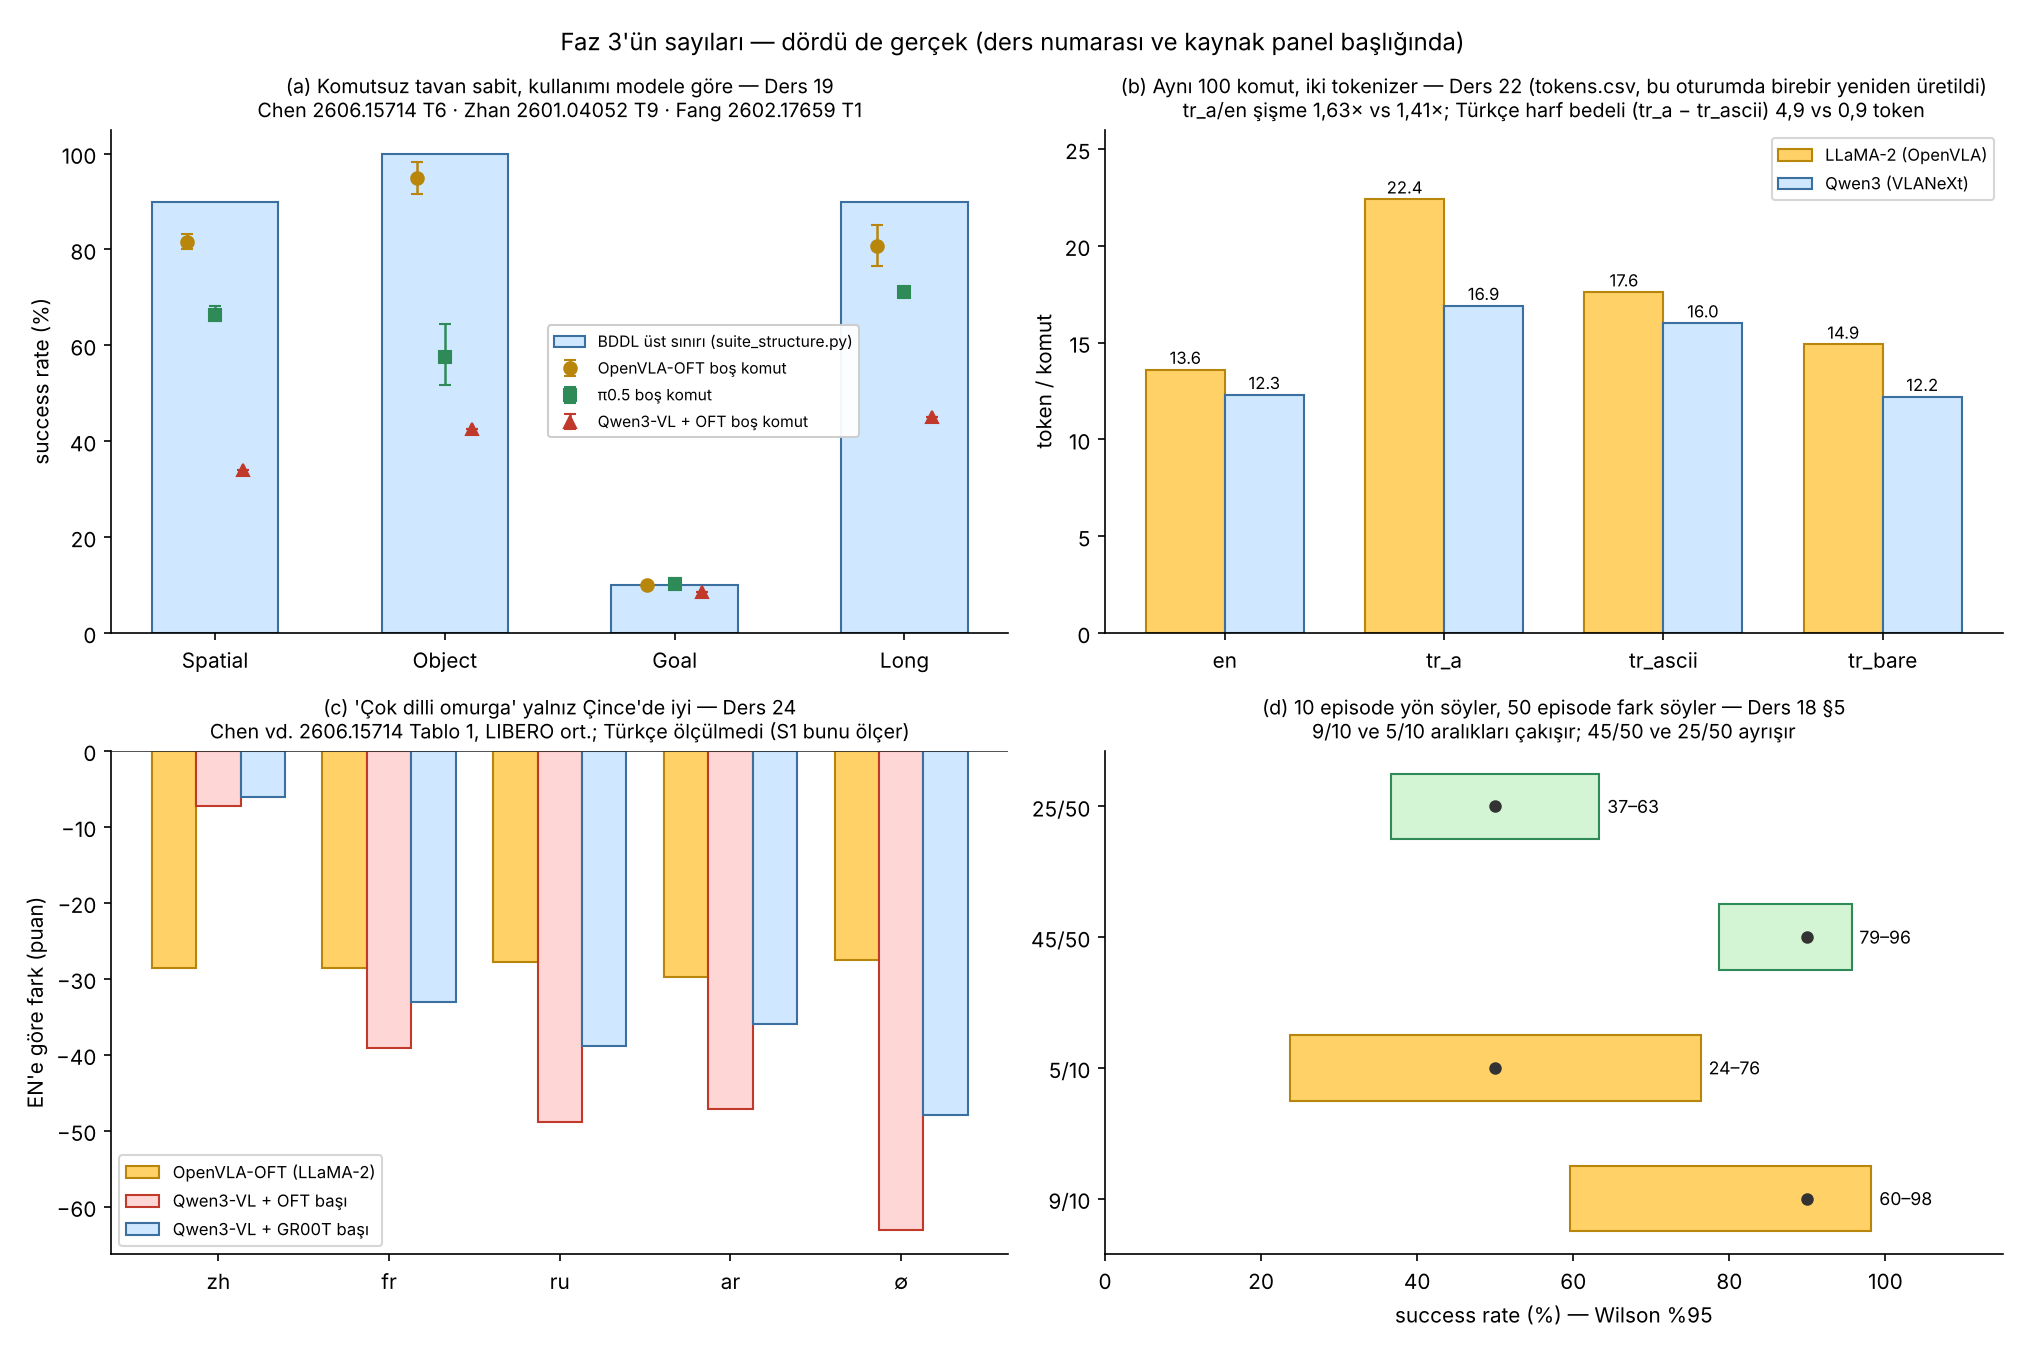 Faz 3'ün sayıları — dördü de gerçek (ders numarası ve kaynak panel başlığında)
(a) Komutsuz tavan sabit, kullanımı modele göre — Ders 19
Chen 2606.15714 T6 · Zhan 2601.04052 T9 · Fang 2602.17659 T1
success rate (%)
100
80
60
40
20
0
BDDL üst sınırı (suite_structure.py)
OpenVLA-OFT boş komut
π0.5 boş komut
Qwen3-VL + OFT boş komut
Spatial
Object
Goal
Long
(b) Aynı 100 komut, iki tokenizer — Ders 22 (tokens.csv, bu oturumda birebir yeniden üretildi)
tr_a/en şişme 1,63× vs 1,41×; Türkçe harf bedeli (tr_a − tr_ascii) 4,9 vs 0,9 token
token / komut
25
20
15
10
5
0
LLaMA-2 (OpenVLA)
Qwen3 (VLANeXt)
13.6
12.3
22.4
16.9
17.6
16.0
14.9
12.2
en
tr_a
tr_ascii
tr_bare
(c) 'Çok dilli omurga' yalnız Çince'de iyi — Ders 24
Chen vd. 2606.15714 Tablo 1, LIBERO ort.; Türkçe ölçülmedi (S1 bunu ölçer)
EN'e göre fark (puan)
0
−10
−20
−30
−40
−50
−60
OpenVLA-OFT (LLaMA-2)
Qwen3-VL + OFT başı
Qwen3-VL + GR00T başı
zh
fr
ru
ar
ø
(d) 10 episode yön söyler, 50 episode fark söyler — Ders 18 §5
9/10 ve 5/10 aralıkları çakışır; 45/50 ve 25/50 ayrışır
25/50
37–63
45/50
79–96
5/10
24–76
9/10
60–98
0
20
40
60
80
100
success rate (%) — Wilson %95